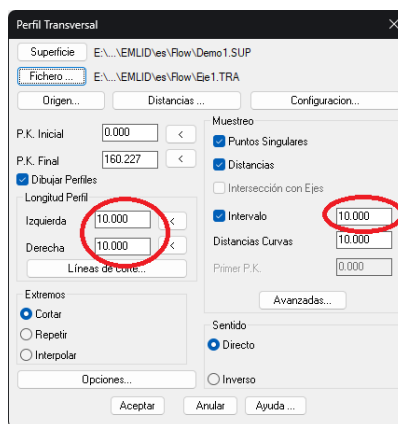 Perfil Transversal
Superficie E:\...\EMLID\es\Flow\Demo1.SUP
Fichero ... E:\...\EMLID\es\Flow\Eje1.TRA
Origen... Distancias ... Configuracion...
P.K. Inicial 0.000 <
P.K. Final 160.227 <
Dibujar Perfiles
Longitud Perfil
Izquierda 10.000 <
Derecha 10.000 <
Líneas de corte...
Extremos
Cortar
Repetir
Interpolar
Opciones...
Muestreo
Puntos Singulares
Distancias
Intersección con Ejes
Intervalo 10.000
Distancias Curvas 10.000
Primer P.K. 0.000
Avanzadas...
Sentido
Directo
Inverso
Aceptar Anular Ayuda ...